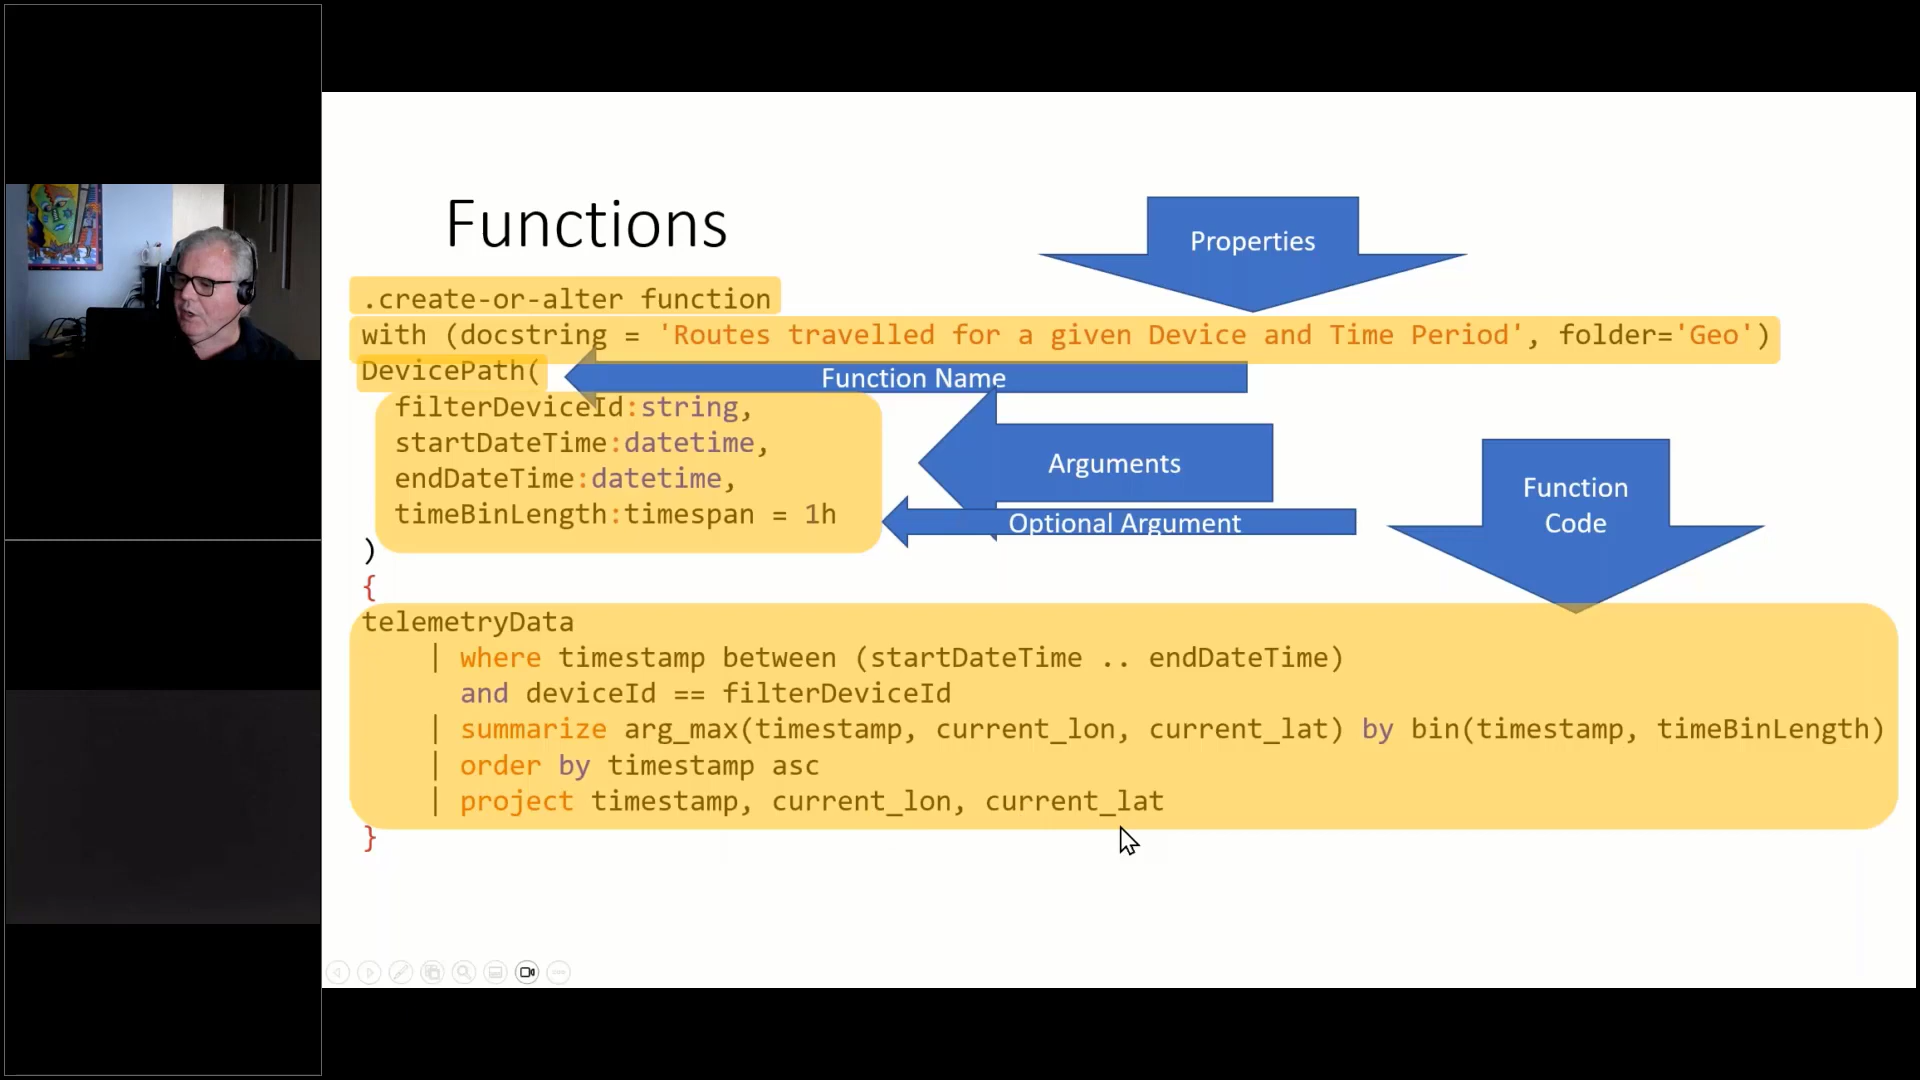 Functions
Properties
.create-or-alter function
with (docstring = 'Routes travelled for a given Device and Time Period', folder='Geo')
DevicePath(
Function Name
filterDeviceId:string,
startDateTime:datetime,
Arguments
endDateTime:datetime,
timeBinLength:timespan = 1h
Optional Argument
Function
Code
)
{
telemetryData
| where timestamp between (startDateTime .. endDateTime)
and deviceId == filterDeviceId
| summarize arg_max(timestamp, current_lon, current_lat) by bin(timestamp, timeBinLength)
| order by timestamp asc
| project timestamp, current_lon, current_lat
}